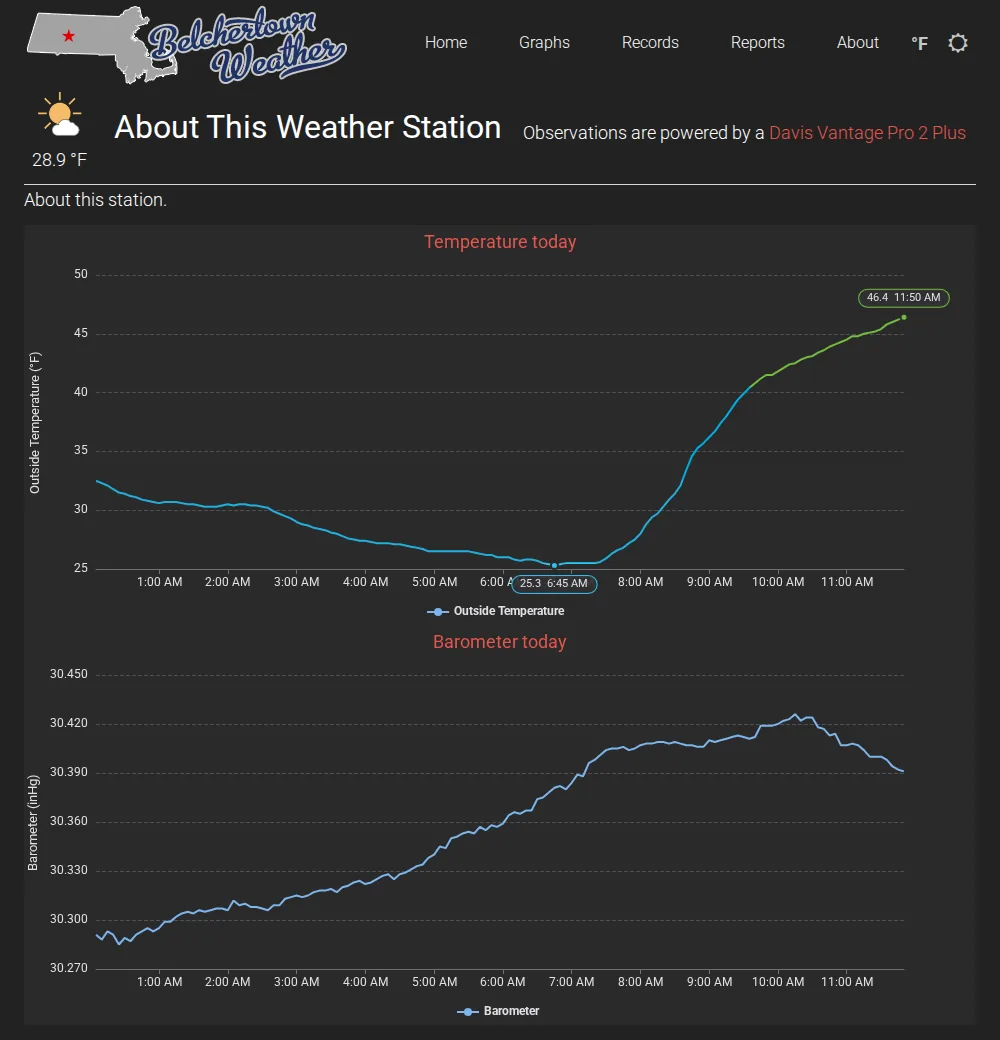 Belchertown
Weather
Home Graphs Records Reports About °F
28.9 °F
About This Weather Station Observations are powered by a Davis Vantage Pro 2 Plus
About this station.
Temperature today
Outside Temperature (°F)
50
45
40
35
30
25
46.4 11:50 AM
25.3 6:45 AM
1:00 AM 2:00 AM 3:00 AM 4:00 AM 5:00 AM 6:00 A 8:00 AM 9:00 AM 10:00 AM 11:00 AM
Outside Temperature
Barometer today
Barometer (inHg)
30.450
30.420
30.390
30.360
30.330
30.300
30.270
1:00 AM 2:00 AM 3:00 AM 4:00 AM 5:00 AM 6:00 AM 7:00 AM 8:00 AM 9:00 AM 10:00 AM 11:00 AM
Barometer